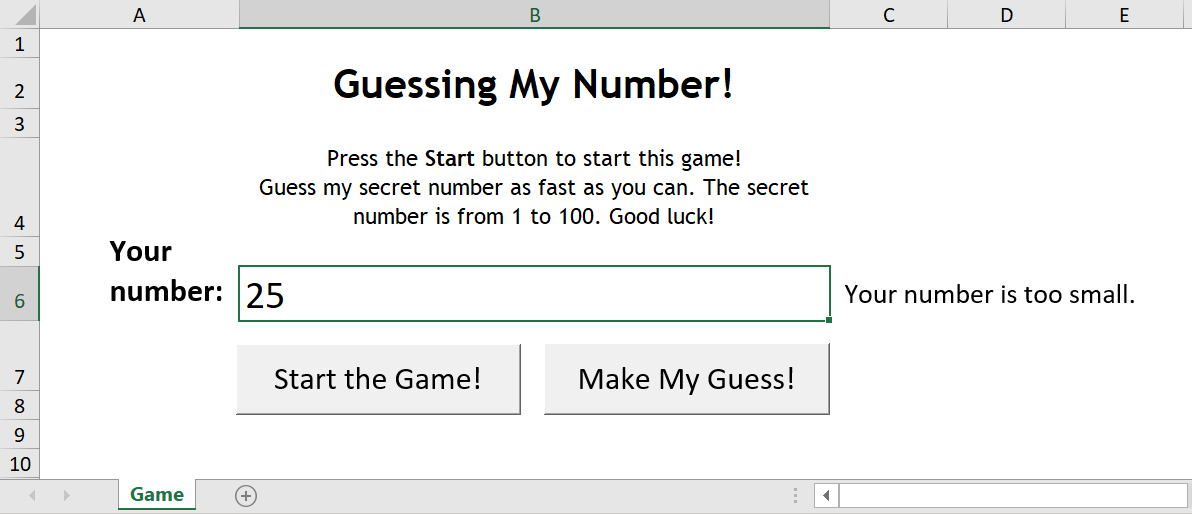 A B C D E
1
2 Guessing My Number!
3
Press the Start button to start this game!
Guess my secret number as fast as you can. The secret
4 number is from 1 to 100. Good luck!
5 Your
6 number: 25 Your number is too small.
7 Start the Game! Make My Guess!
8
9
10
Game